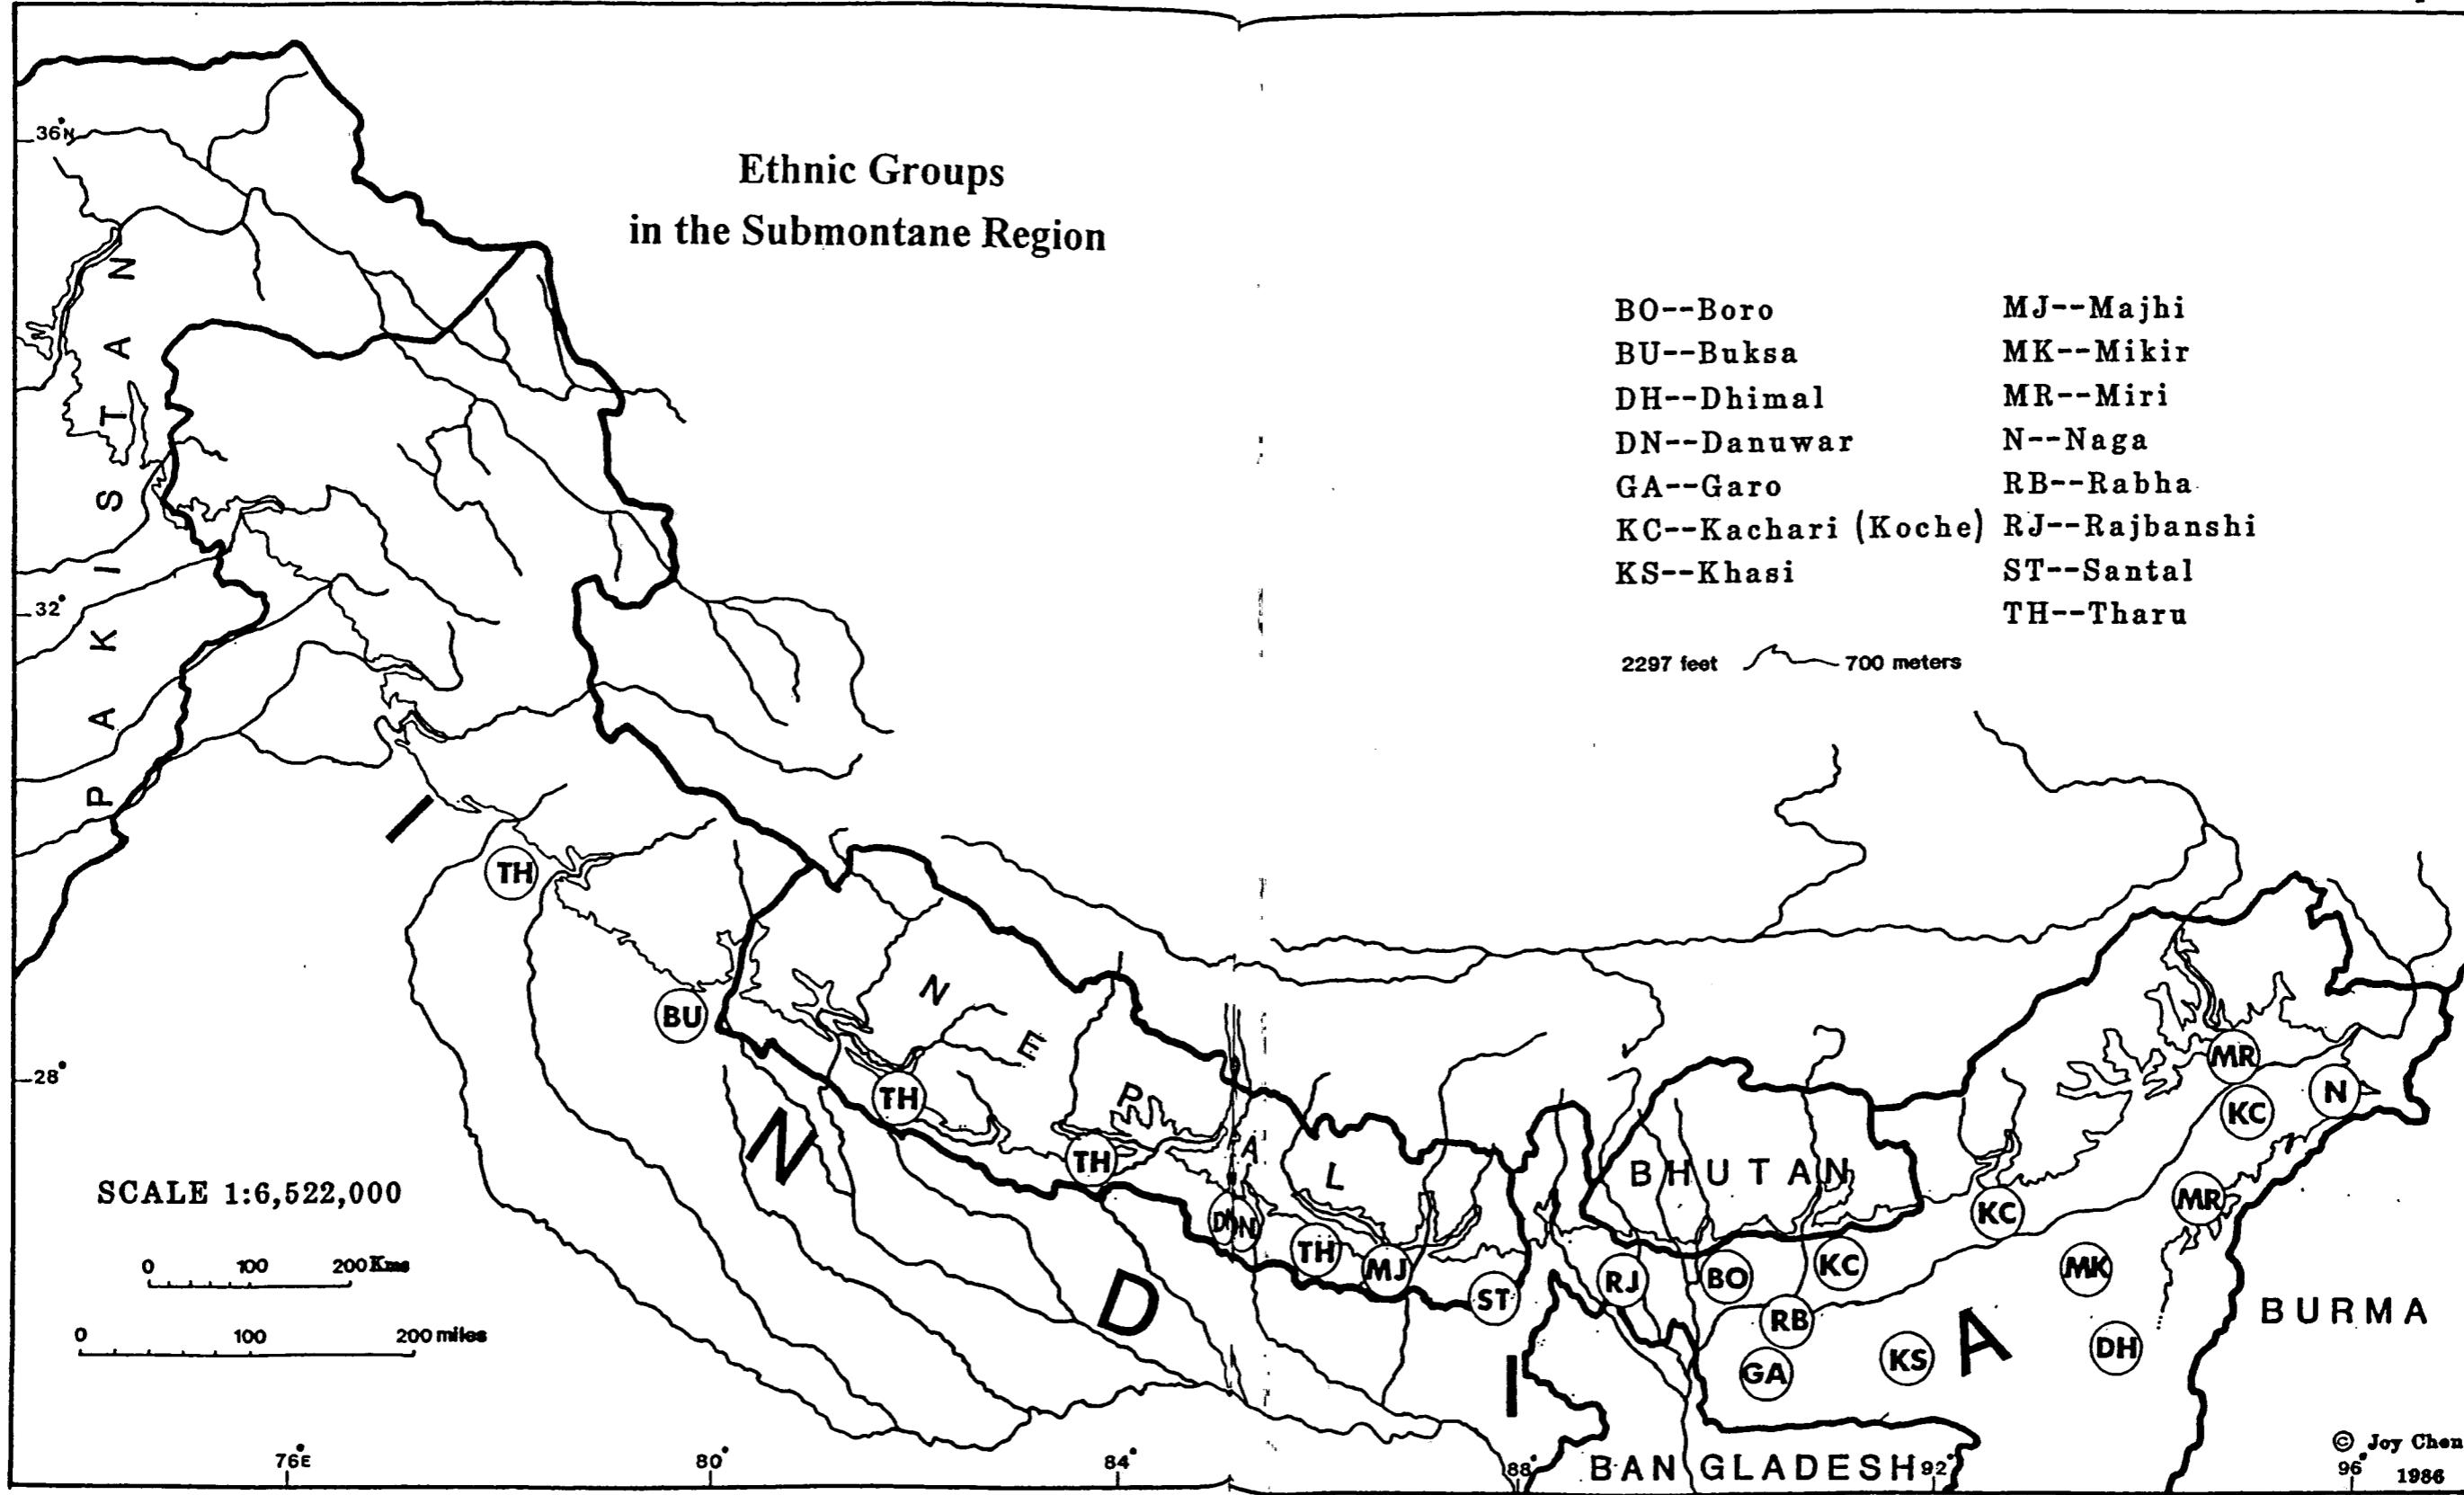 Ethnic Groups
in the Submontane Region
BO--Boro
BU--Buksa
DH--Dhimal
DN--Danuwar
GA--Garo
KC--Kachari (Koche)
KS--Khasi
MJ--Majhi
MK--Mikir
MR--Miri
N--Naga
RB--Rabha
RJ--Rajbanshi
ST--Santal
TH--Tharu
2297 feet 700 meters
36°N
32°
28°
PAKISTAN
INDIA
NEPAL
BHUTAN
BURMA
BANGLADESH
TH
BU
TH
TH
DN
TH
MJ
ST
RJ
BO
KC
RB
GA
KS
KC
MK
DH
MR
KC
N
MR
SCALE 1:6,522,000
0 100 200 Kms
0 100 200 miles
76°E
80°
84°
88°
92°
96°
© Joy Chen
1986